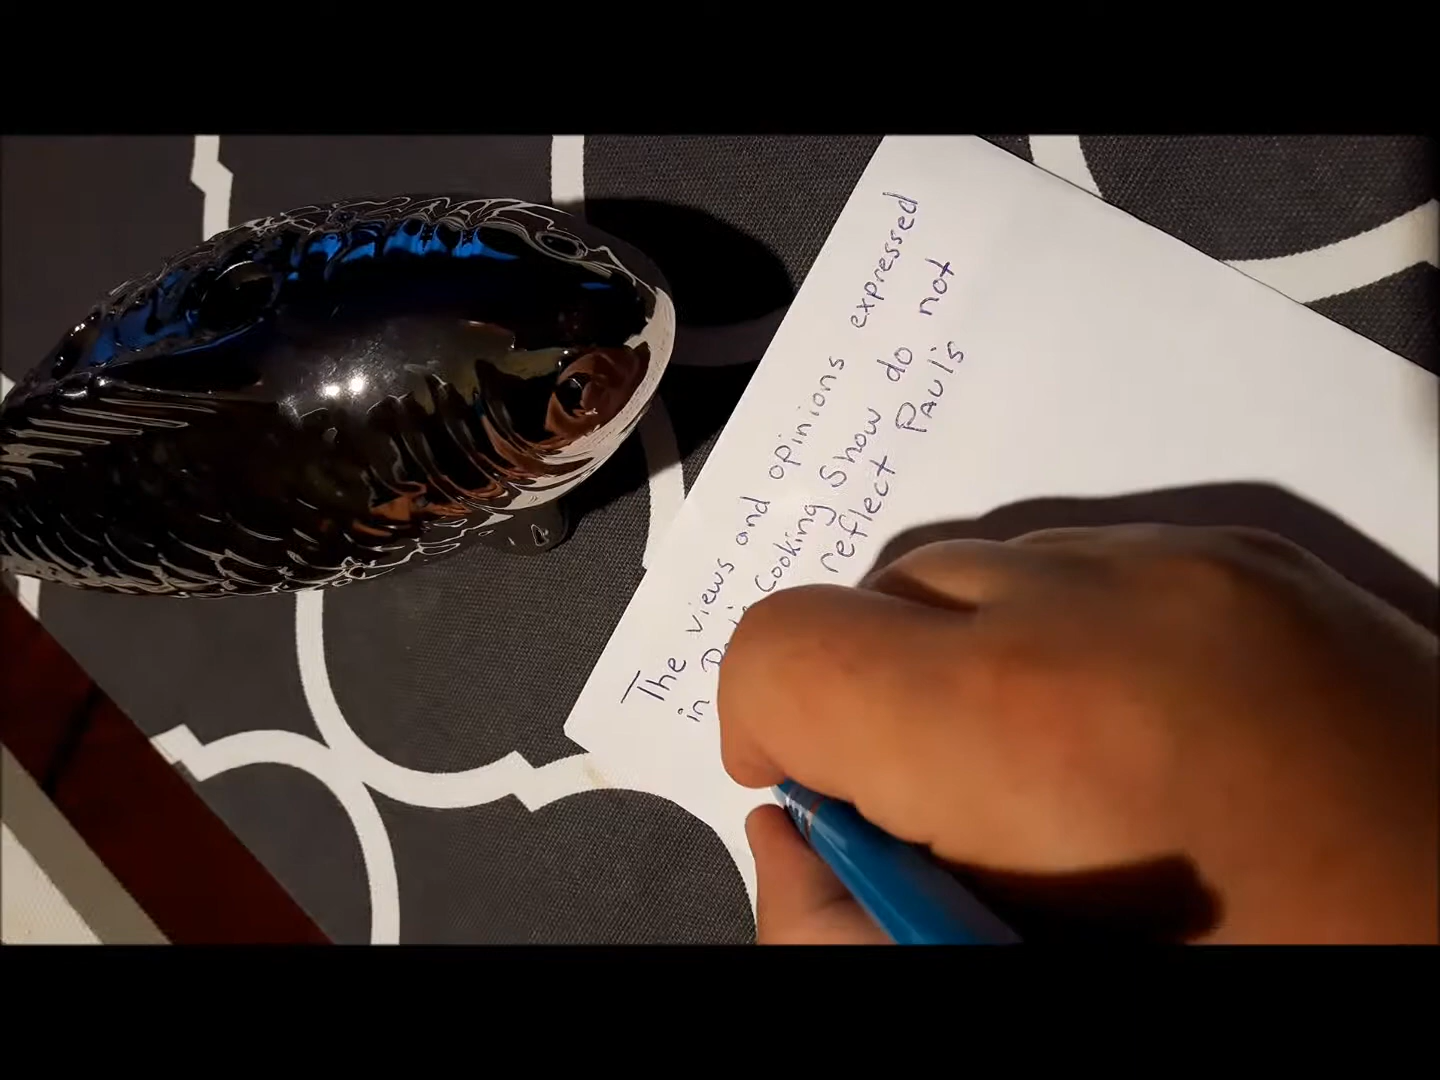 The views and opinions expressed
in Cooking Show do not
reflect PAul's